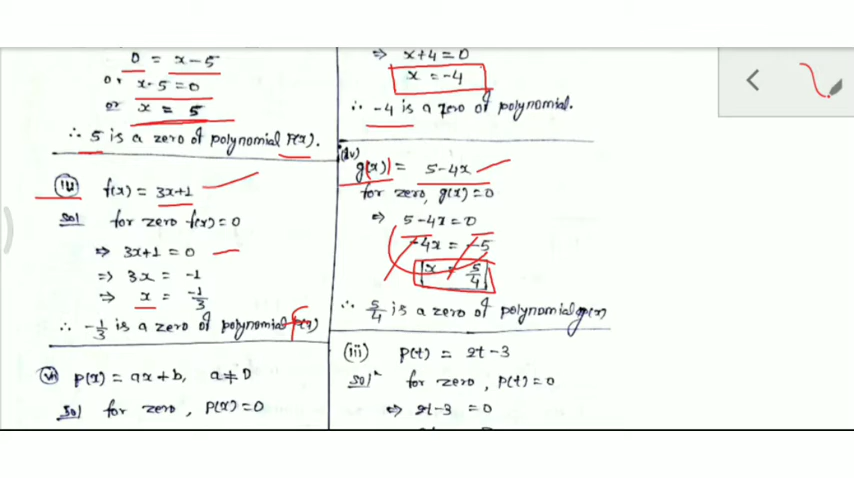 0 = x-5
or x-5=0
or x = 5
∴ 5 is a zero of polynomial P(x).
(iii) f(x) = 3x+1
Sol for zero f(x)=0
⇒ 3x+1 = 0
⇒ 3x = -1
⇒ x = -1/3
∴ -1/3 is a zero of polynomial f(x)
(vi) P(x) = ax+b, a≠0
Sol for zero, P(x)=0
⇒ x+4=0
x = -4
∴ -4 is a zero of polynomial.
(iv) g(x) = 5-4x
for zero, g(x)=0
⇒ 5-4x=0
-4x = -5
x = 5/4
∴ 5/4 is a zero of polynomial g(x)
(iii) P(t) = 2t-3
Solⁿ for zero, P(t)=0
⇒ 2t-3 = 0